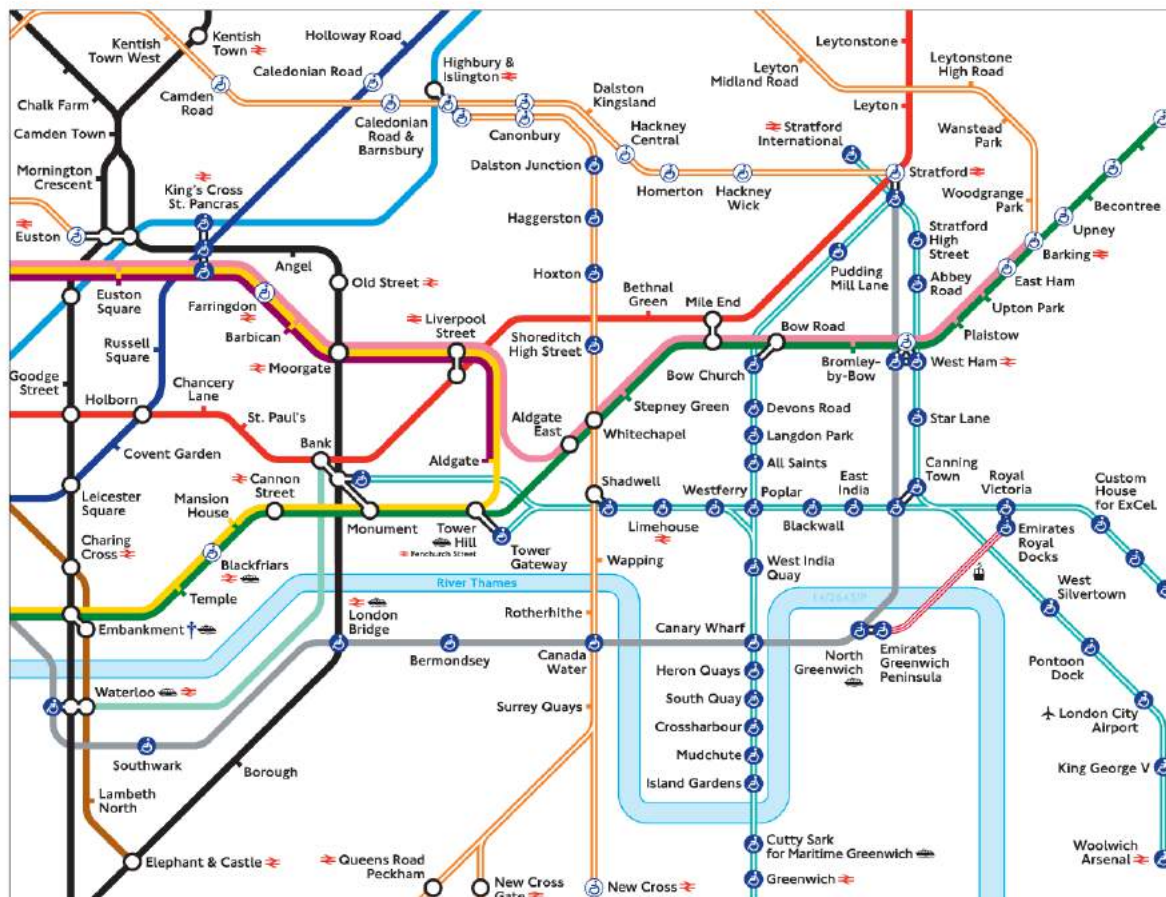 Kentish
Town West
Kentish
Town
Holloway Road
Highbury &
Islington
Leytonstone
Leyton
Midland Road
Leytonstone
High Road
Caledonian Road
Chalk Farm
Camden
Road
Dalston
Kingsland
Leyton
Camden Town
Caledonian
Road &
Barnsbury
Canonbury
Hackney
Central
Stratford
International
Wanstead
Park
Mornington
Crescent
King's Cross
St. Pancras
Dalston Junction
Homerton
Hackney
Wick
Stratford
Woodgrange
Park
Becontree
Euston
Haggerston
Stratford
High
Street
Upney
Barking
Angel
Euston
Square
Farringdon
Old Street
Hoxton
Pudding
Mill Lane
Abbey
Road
East Ham
Bethnal
Green
Mile End
Upton Park
Barbican
Liverpool
Street
Russell
Square
Shoreditch
High Street
Bow Road
Plaistow
Moorgate
Bow Church
Bromley-
by-Bow
West Ham
Goodge
Street
Holborn
Chancery
Lane
St. Paul's
Aldgate
East
Stepney Green
Whitechapel
Devons Road
Star Lane
Covent Garden
Bank
Aldgate
Langdon Park
All Saints
Leicester
Square
Mansion
House
Cannon
Street
Shadwell
Westferry
Poplar
East
India
Canning
Town
Royal
Victoria
Custom
House
for ExCeL
Charing
Cross
Monument
Tower
Hill
Fenchurch Street
Tower
Gateway
Limehouse
Blackwall
Emirates
Royal
Docks
Blackfriars
Temple
River Thames
Wapping
West India
Quay
West
Silvertown
Embankment
London
Bridge
Rotherhithe
Bermondsey
Canada
Water
Canary Wharf
North
Greenwich
Emirates
Greenwich
Peninsula
Pontoon
Dock
Waterloo
Heron Quays
Surrey Quays
South Quay
London City
Airport
Southwark
Crossharbour
Borough
Mudchute
King George V
Lambeth
North
Island Gardens
Elephant & Castle
Queens Road
Peckham
New Cross
Gate
New Cross
Cutty Sark
for Maritime Greenwich
Greenwich
Woolwich
Arsenal